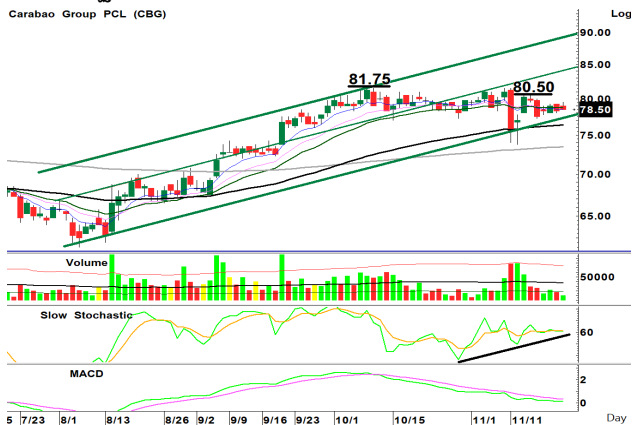 Carabao Group PCL (CBG)
Log
90.00
85.00
81.75
80.50
80.00
78.50
75.00
70.00
65.00
Volume
50000
Slow Stochastic
60
MACD
2
0
5 7/23 8/1 8/13 8/26 9/2 9/9 9/16 9/23 10/1 10/15 11/1 11/11 Day